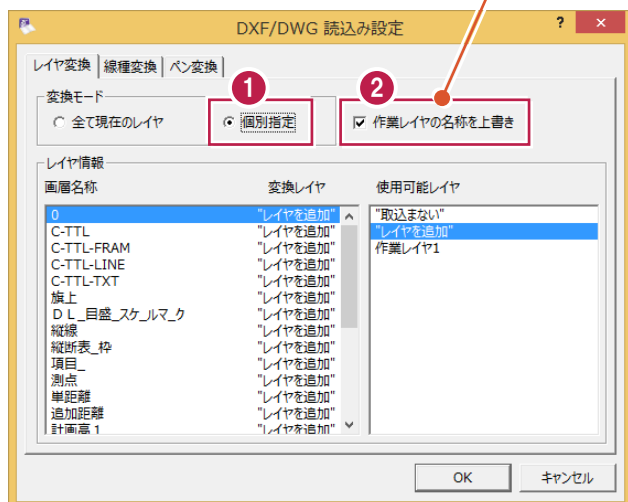 DXF/DWG 読込み設定 ? ×
レイヤ変換 線種変換 ペン変換
変換モード 1 2
全て現在のレイヤ 個別指定 作業レイヤの名称を上書き
レイヤ情報
画層名称 変換レイヤ 使用可能レイヤ
0 "レイヤを追加" "取込まない"
C-TTL "レイヤを追加" "レイヤを追加"
C-TTL-FRAM "レイヤを追加" 作業レイヤ1
C-TTL-LINE "レイヤを追加"
C-TTL-TXT "レイヤを追加"
旗上 "レイヤを追加"
DL_目盛_スケールマーク "レイヤを追加"
縦線 "レイヤを追加"
縦断表_枠 "レイヤを追加"
項目_ "レイヤを追加"
測点 "レイヤを追加"
単距離 "レイヤを追加"
追加距離 "レイヤを追加"
計画高1 "レイヤを追加"
OK キャンセル